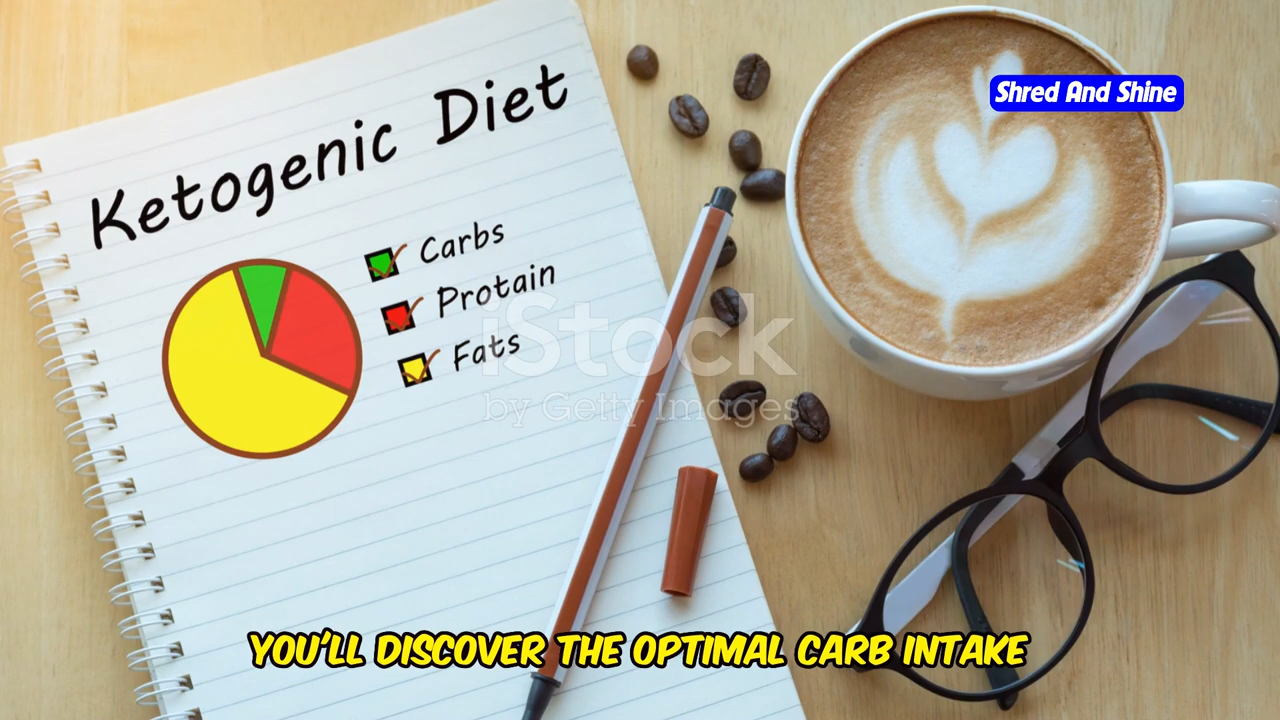 Shred And Shine
Ketogenic Diet
Carbs
Protain
Fats
iStock
by Getty Images
YOU'LL DISCOVER THE OPTIMAL CARB INTAKE